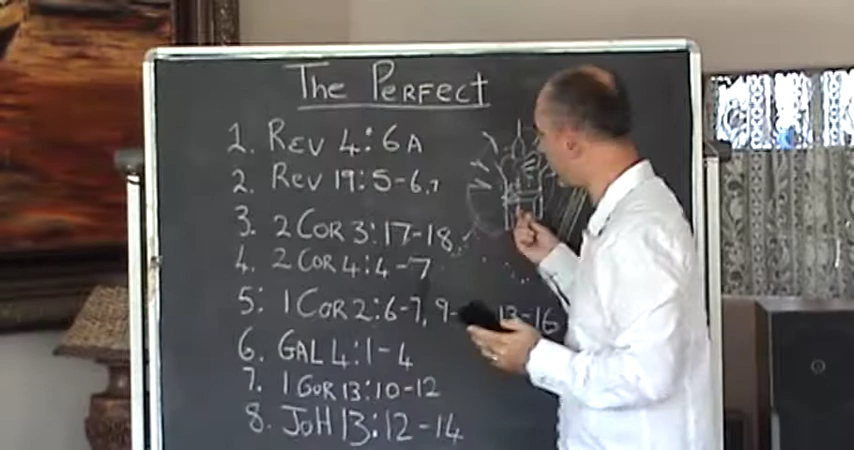 The Perfect
1. Rev 4:6A
2. Rev 19:5-6,7
3. 2 Cor 3:17-18
4. 2 Cor 4:4-7
5: 1 Cor 2:6-7, 9- 13-16
6. GAL 4:1-4
7. 1 Cor 13:10-12
8. JOH 13:12-14